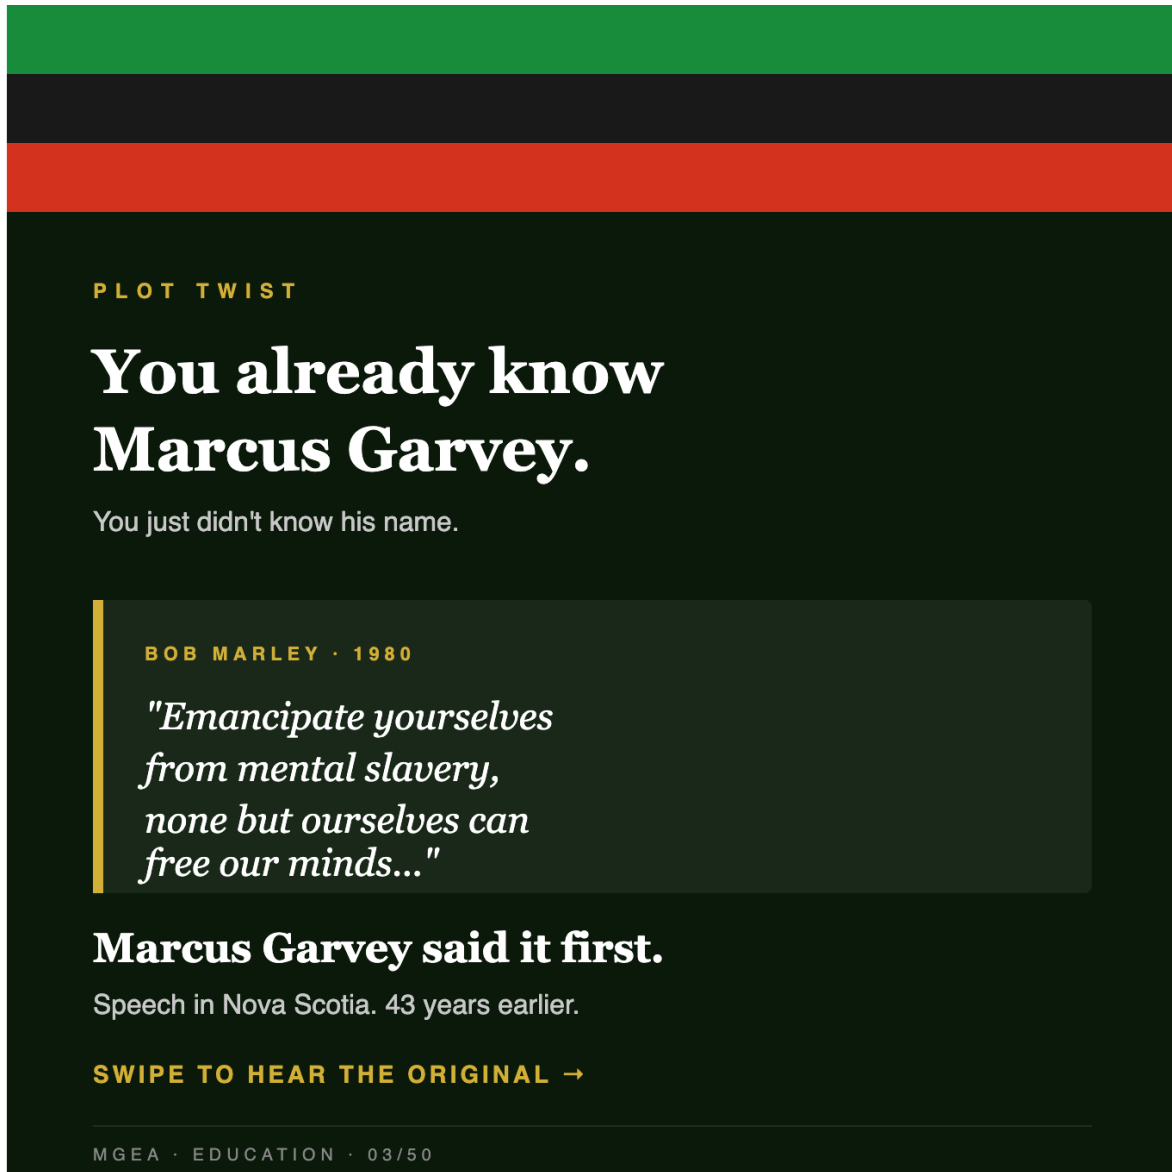 PLOT TWIST
You already know
Marcus Garvey.
You just didn't know his name.
BOB MARLEY · 1980
"Emancipate yourselves
from mental slavery,
none but ourselves can
free our minds..."
Marcus Garvey said it first.
Speech in Nova Scotia. 43 years earlier.
SWIPE TO HEAR THE ORIGINAL →
MGEA · EDUCATION · 03/50